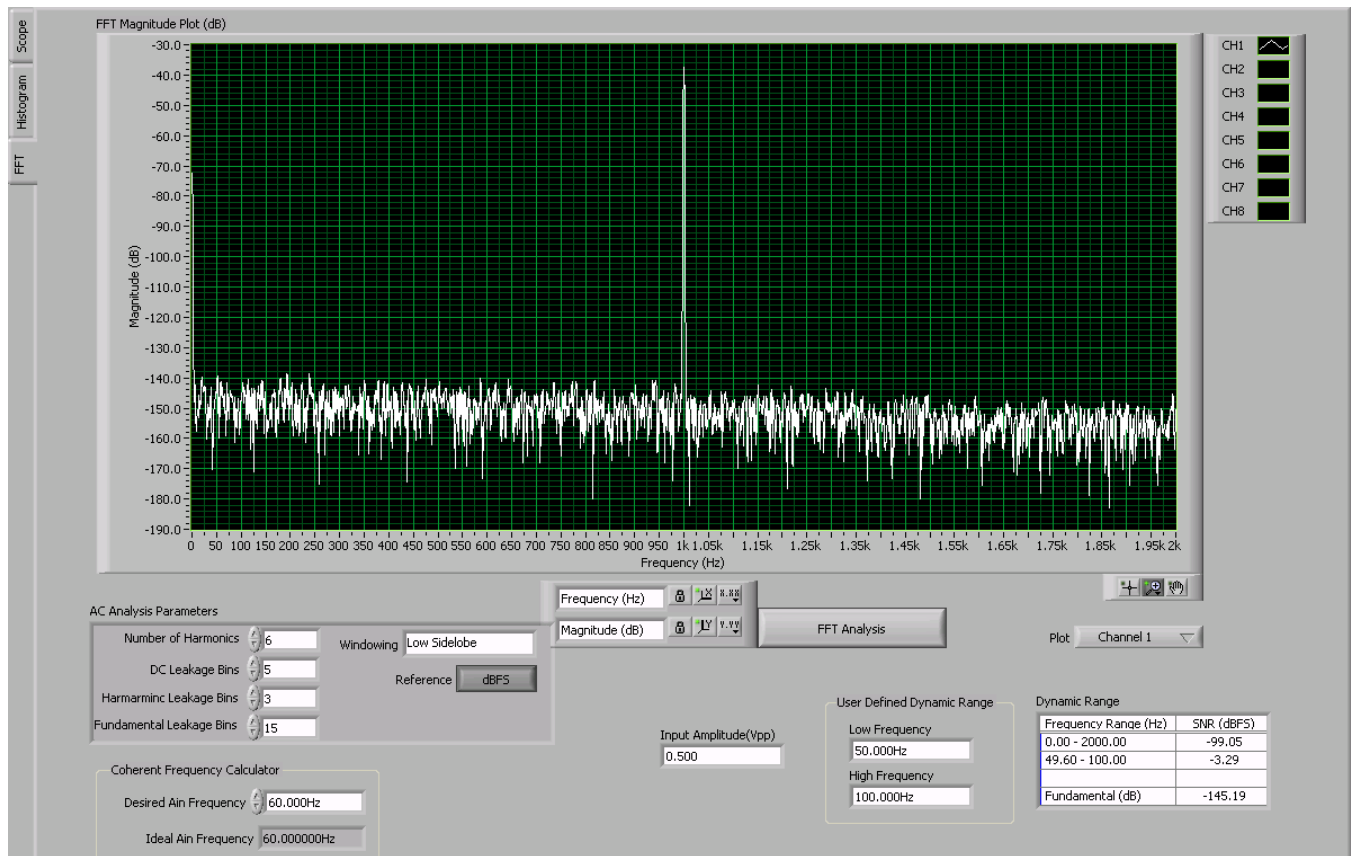 Scope
Histogram
FFT
FFT Magnitude Plot (dB)
Magnitude (dB)
-30.0
-40.0
-50.0
-60.0
-70.0
-80.0
-90.0
-100.0
-110.0
-120.0
-130.0
-140.0
-150.0
-160.0
-170.0
-180.0
-190.0
0 50 100 150 200 250 300 350 400 450 500 550 600 650 700 750 800 850 900 950 1k 1.05k 1.15k 1.25k 1.35k 1.45k 1.55k 1.65k 1.75k 1.85k 1.95k 2k
Frequency (Hz)
CH1
CH2
CH3
CH4
CH5
CH6
CH7
CH8
Frequency (Hz)
X.XX
Magnitude (dB)
Y.YY
FFT Analysis
Plot Channel 1
AC Analysis Parameters
Number of Harmonics 6
DC Leakage Bins 5
Harmarminc Leakage Bins 3
Fundamental Leakage Bins 15
Windowing Low Sidelobe
Reference dBFS
Coherent Frequency Calculator
Desired Ain Frequency 60.000Hz
Ideal Ain Frequency 60.000000Hz
Input Amplitude(Vpp)
0.500
User Defined Dynamic Range
Low Frequency
50.000Hz
High Frequency
100.000Hz
Dynamic Range
Frequency Range (Hz) SNR (dBFS)
0.00 - 2000.00 -99.05
49.60 - 100.00 -3.29
Fundamental (dB) -145.19